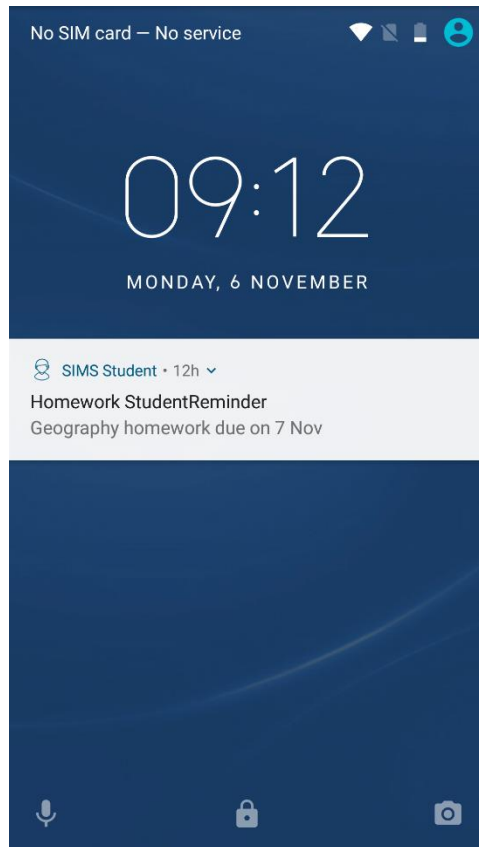 No SIM card — No service
09:12
MONDAY, 6 NOVEMBER
SIMS Student • 12h
Homework StudentReminder
Geography homework due on 7 Nov